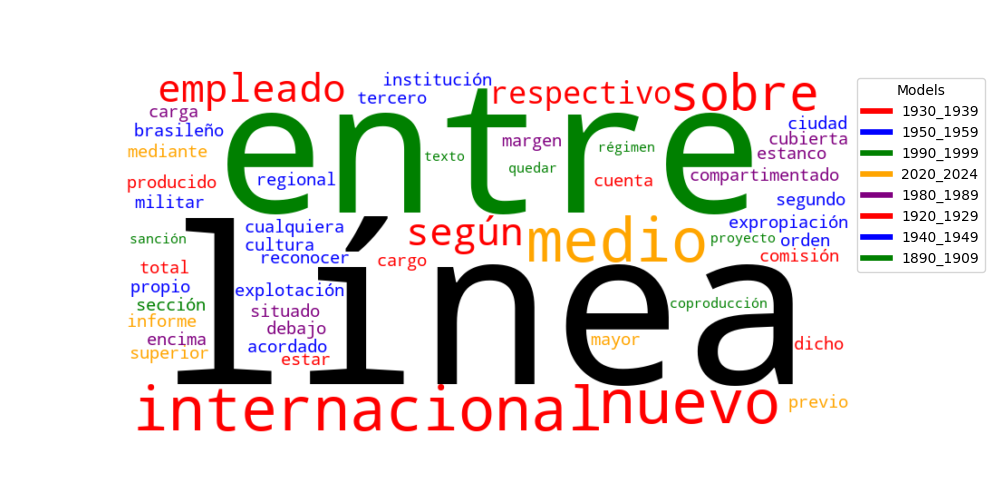 institución
empleado
respectivo
sobre
tercero
carga
brasileño
mediante
entre
texto
margen
quedar
régimen
ciudad
cubierta
estanco
compartimentado
producido
regional
cuenta
militar
segundo
cualquiera
cultura
reconocer
según
medio
expropiación
proyecto
orden
comisión
sanción
cargo
total
propio
sección
informe
encima
superior
explotación
situado
debajo
acordado
estar
línea
coproducción
mayor
dicho
internacional
nuevo
previo
Models
1930_1939
1950_1959
1990_1999
2020_2024
1980_1989
1920_1929
1940_1949
1890_1909